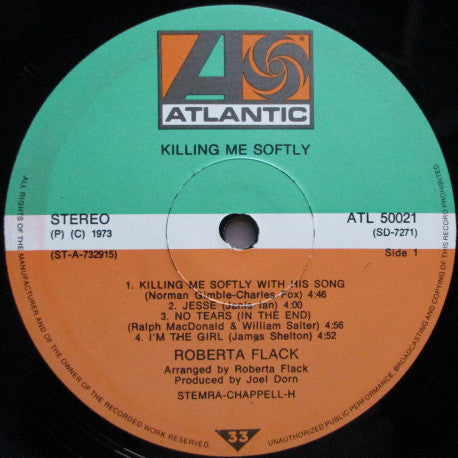 ATLANTIC
KILLING ME SOFTLY
STEREO
(P) (C) 1973
(ST-A-732915)
ATL 50021
(SD-7271)
Side 1
1. KILLING ME SOFTLY WITH HIS SONG
(Norman Gimble-Charles Fox) 4:46
2. JESSE (Janis Ian) 4:00
3. NO TEARS (IN THE END)
(Ralph MacDonald & William Salter) 4:56
4. I'M THE GIRL (James Shelton) 4:52
ROBERTA FLACK
Arranged by Roberta Flack
Produced by Joel Dorn
STEMRA-CHAPPELL-H
33
ALL RIGHTS OF THE MANUFACTURER AND OF THE OWNER OF THE RECORDED WORK RESERVED
UNAUTHORIZED PUBLIC PERFORMANCE, BROADCASTING AND COPYING OF THIS RECORD PROHIBITED